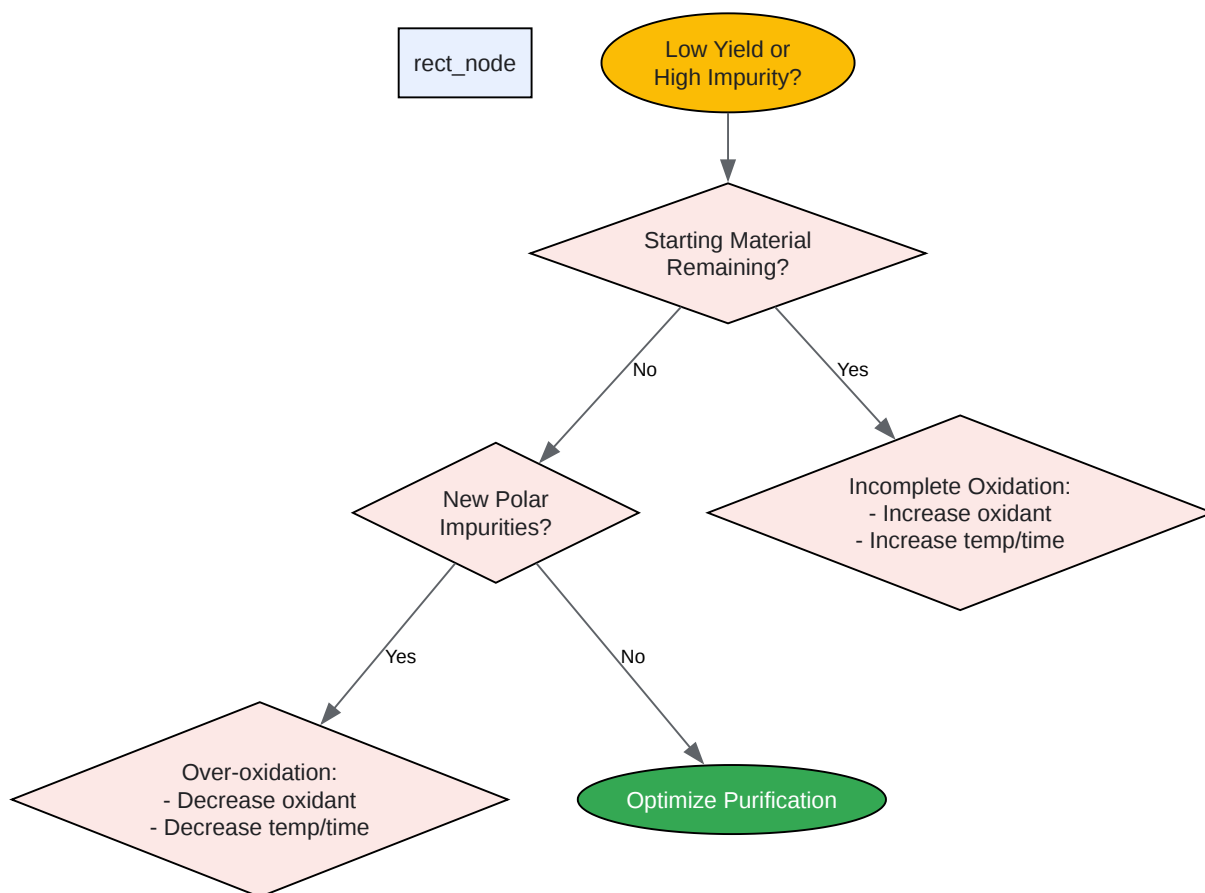 rect_node
Low Yield or
High Impurity?
Starting Material
Remaining?
No
Yes
New Polar
Impurities?
Incomplete Oxidation:
- Increase oxidant
- Increase temp/time
Yes
No
Over-oxidation:
- Decrease oxidant
- Decrease temp/time
Optimize Purification